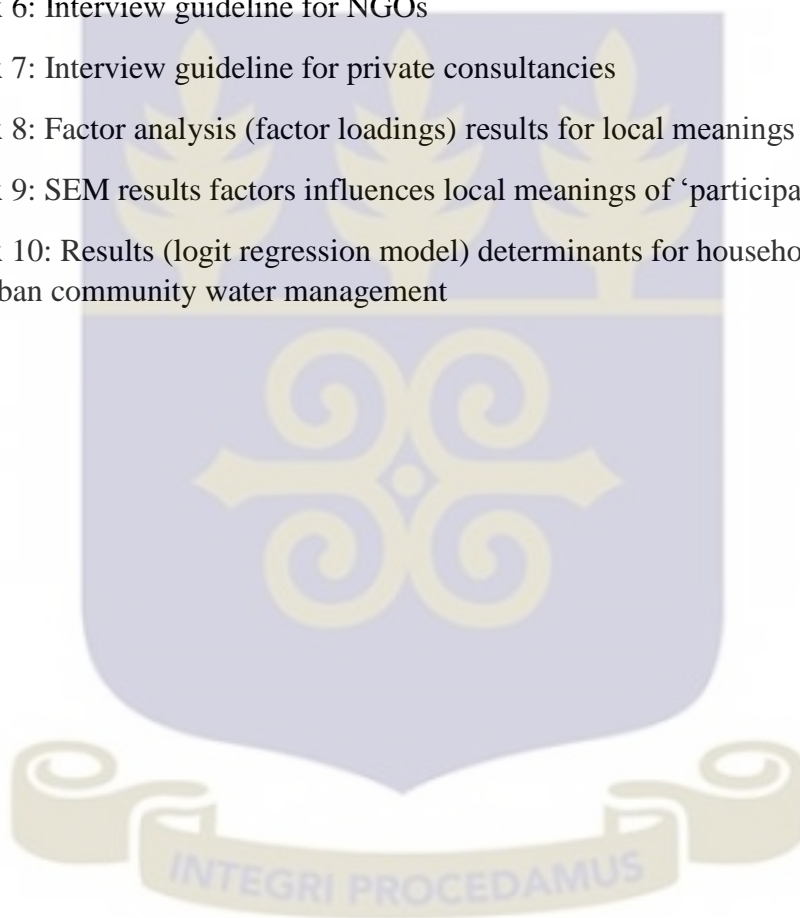 6: Interview guideline for NGOs
7: Interview guideline for private consultancies
8: Factor analysis (factor loadings) results for local meanings
9: SEM results factors influences local meanings of ‘participa
10: Results (logit regression model) determinants for househo
ban community water management
INTEGRI PROCEDAMUS